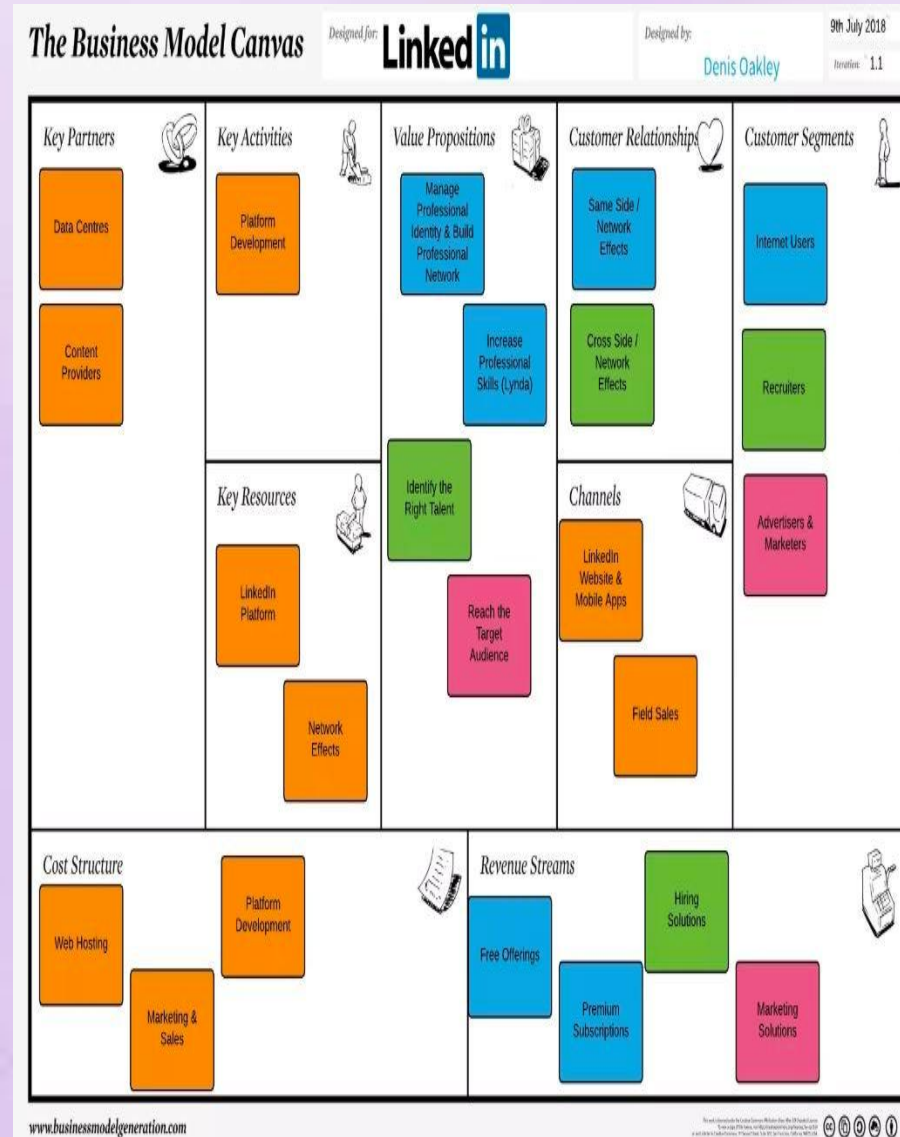 The Business Model Canvas
Designed for:
Linked in
Designed by:
Denis Oakley
9th July 2018
Iteration: 1.1
Key Partners
Data Centres
Content
Providers
Key Activities
Platform
Development
Key Resources
LinkedIn
Platform
Network
Effects
Value Propositions
Manage
Professional
Identity & Build
Professional
Network
Increase
Professional
Skills (Lynda)
Identify the
Right Talent
Reach the
Target
Audience
Customer Relationships
Same Side /
Network
Effects
Cross Side /
Network
Effects
Channels
LinkedIn
Website &
Mobile Apps
Field Sales
Customer Segments
Internet Users
Recruiters
Advertisers &
Marketers
Cost Structure
Web Hosting
Marketing &
Sales
Platform
Development
Revenue Streams
Free Offerings
Premium
Subscriptions
Hiring
Solutions
Marketing
Solutions
www.businessmodelgeneration.com